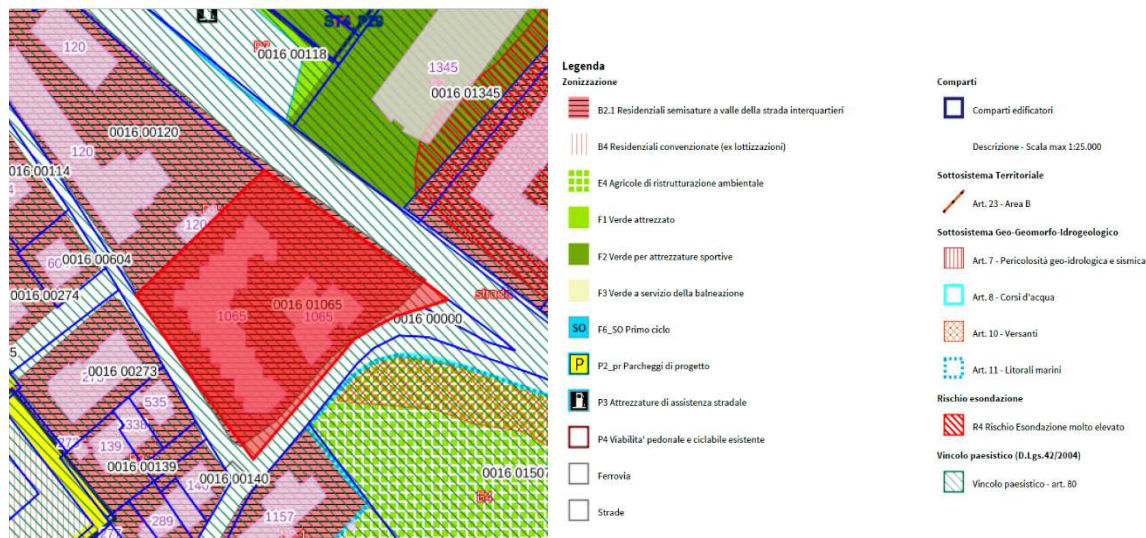 120
0016 00118
1345
0016 01345
0016 00120
120
0016 00114
120
0016 00604
0016 00274
0016 01065
1065
1065
strade
0016 00000
0016 00273
535
338
139
0016 00139
0016 00140
289
1157
0016 01507
E4
Legenda
Zonizzazione
B2.1 Residenziali semisature a valle della strada interquartieri
B4 Residenziali convenzionate (ex lottizzazioni)
E4 Agricole di ristrutturazione ambientale
F1 Verde attrezzato
F2 Verde per attrezzature sportive
F3 Verde a servizio della balneazione
SO F6_SO Primo ciclo
P P2_pr Parcheggi di progetto
P3 Attrezzature di assistenza stradale
P4 Viabilita' pedonale e ciclabile esistente
Ferrovia
Strade
Comparti
Comparti edificatori
Descrizione - Scala max 1:25.000
Sottosistema Territoriale
Art. 23 - Area B
Sottosistema Geo-Geomorfo-Idrogeologico
Art. 7 - Pericolosità geo-idrologica e sismica
Art. 8 - Corsi d'acqua
Art. 10 - Versanti
Art. 11 - Litorali marini
Rischio esondazione
R4 Rischio Esondazione molto elevato
Vincolo paesistico (D.Lgs.42/2004)
Vincolo paesistico - art. 80